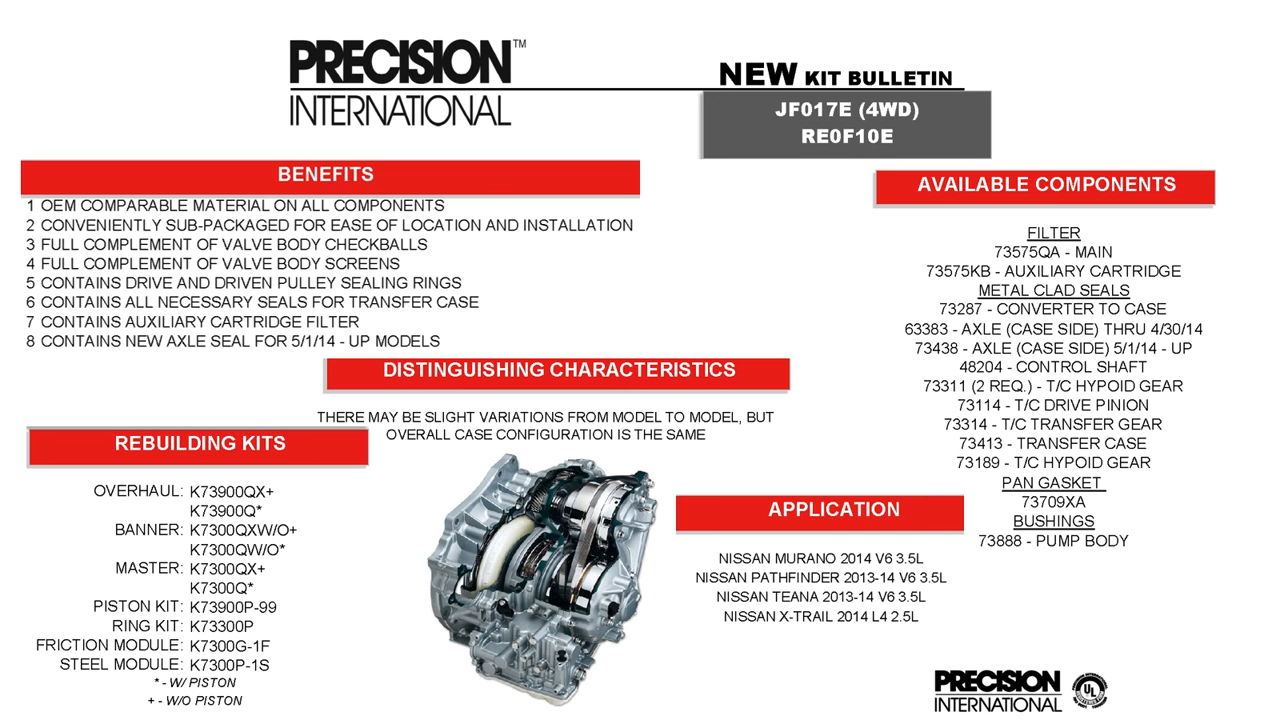 PRECISION™
INTERNATIONAL
NEW KIT BULLETIN
JF017E (4WD)
RE0F10E
BENEFITS
1 OEM COMPARABLE MATERIAL ON ALL COMPONENTS
2 CONVENIENTLY SUB-PACKAGED FOR EASE OF LOCATION AND INSTALLATION
3 FULL COMPLEMENT OF VALVE BODY CHECKBALLS
4 FULL COMPLEMENT OF VALVE BODY SCREENS
5 CONTAINS DRIVE AND DRIVEN PULLEY SEALING RINGS
6 CONTAINS ALL NECESSARY SEALS FOR TRANSFER CASE
7 CONTAINS AUXILIARY CARTRIDGE FILTER
8 CONTAINS NEW AXLE SEAL FOR 5/1/14 - UP MODELS
DISTINGUISHING CHARACTERISTICS
THERE MAY BE SLIGHT VARIATIONS FROM MODEL TO MODEL, BUT
OVERALL CASE CONFIGURATION IS THE SAME
REBUILDING KITS
OVERHAUL: K73900QX+
K73900Q*
BANNER: K7300QXW/O+
K7300QW/O*
MASTER: K7300QX+
K7300Q*
PISTON KIT: K73900P-99
RING KIT: K73300P
FRICTION MODULE: K7300G-1F
STEEL MODULE: K7300P-1S
* - W/ PISTON
+ - W/O PISTON
APPLICATION
NISSAN MURANO 2014 V6 3.5L
NISSAN PATHFINDER 2013-14 V6 3.5L
NISSAN TEANA 2013-14 V6 3.5L
NISSAN X-TRAIL 2014 L4 2.5L
AVAILABLE COMPONENTS
FILTER
73575QA - MAIN
73575KB - AUXILIARY CARTRIDGE
METAL CLAD SEALS
73287 - CONVERTER TO CASE
63383 - AXLE (CASE SIDE) THRU 4/30/14
73438 - AXLE (CASE SIDE) 5/1/14 - UP
48204 - CONTROL SHAFT
73311 (2 REQ.) - T/C HYPOID GEAR
73114 - T/C DRIVE PINION
73314 - T/C TRANSFER GEAR
73413 - TRANSFER CASE
73189 - T/C HYPOID GEAR
PAN GASKET
73709XA
BUSHINGS
73888 - PUMP BODY
PRECISION
INTERNATIONAL
UL